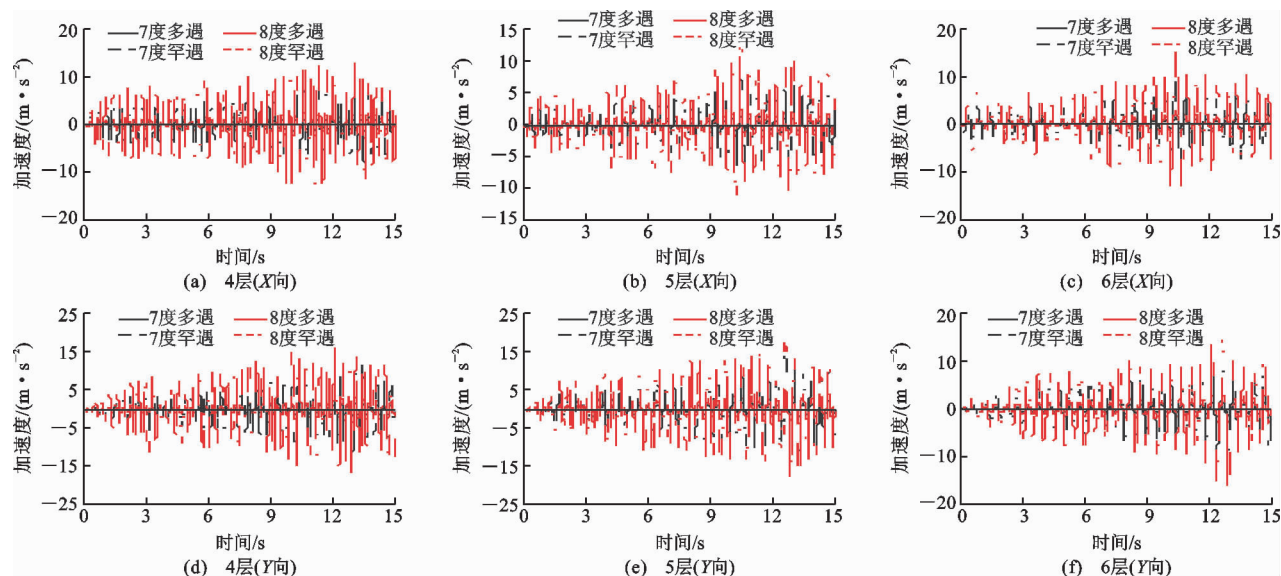 20
10
0
−10
−20
加速度/(m·s⁻²)
7度多遇 8度多遇
7度罕遇 8度罕遇
0 3 6 9 12 15
时间/s
(a) 4层(X向)
15
10
5
0
−5
−10
−15
加速度/(m·s⁻²)
7度多遇 8度多遇
7度罕遇 8度罕遇
0 3 6 9 12 15
时间/s
(b) 5层(X向)
20
10
0
−10
−20
加速度/(m·s⁻²)
7度多遇 8度多遇
7度罕遇 8度罕遇
0 3 6 9 12 15
时间/s
(c) 6层(X向)
25
15
5
−5
−15
−25
加速度/(m·s⁻²)
7度多遇 8度多遇
7度罕遇 8度罕遇
0 3 6 9 12 15
时间/s
(d) 4层(Y向)
25
15
5
−5
−15
−25
加速度/(m·s⁻²)
7度多遇 8度多遇
7度罕遇 8度罕遇
0 3 6 9 12 15
时间/s
(e) 5层(Y向)
20
10
0
−10
−20
加速度/(m·s⁻²)
7度多遇 8度多遇
7度罕遇 8度罕遇
0 3 6 9 12 15
时间/s
(f) 6层(Y向)